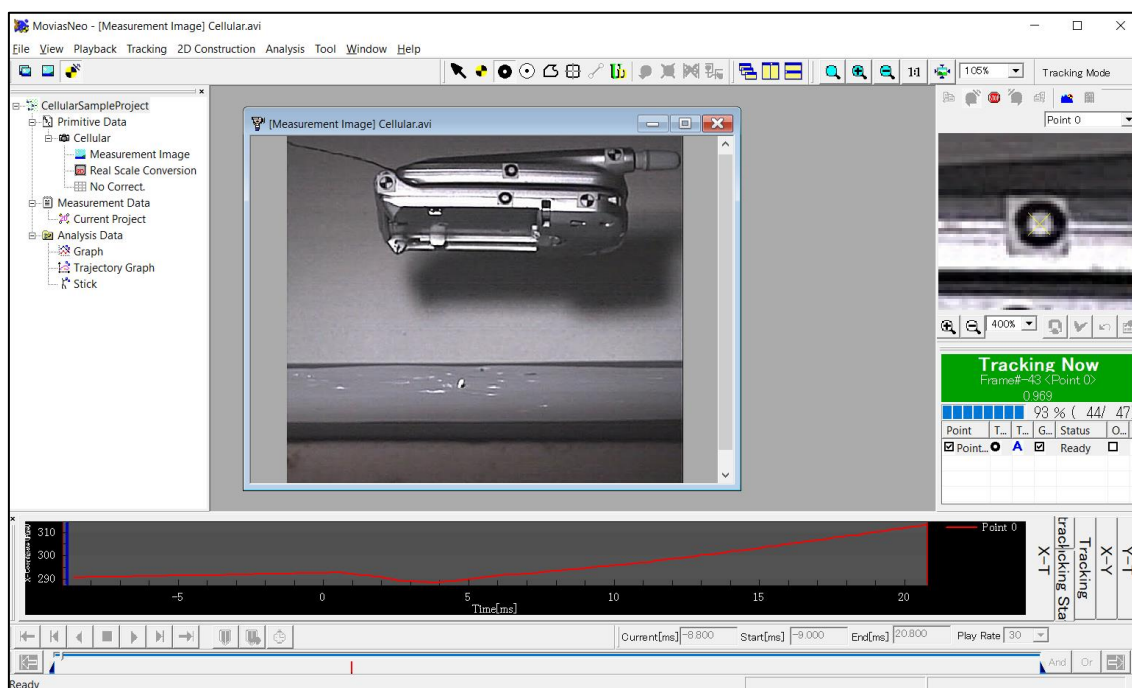 MoviasNeo - [Measurement Image] Cellular.avi
File View Playback Tracking 2D Construction Analysis Tool Window Help
1:1 105% Tracking Mode
CellularSampleProject
Primitive Data
Cellular
Measurement Image
Real Scale Conversion
No Correct.
Measurement Data
Current Project
Analysis Data
Graph
Trajectory Graph
Stick
[Measurement Image] Cellular.avi
Point 0
400%
Tracking Now
Frame#-43 <Point 0>
0.969
93 % ( 44/ 47
Point T... T... G... Status O...
Point... A Ready
310
300
290
-5 0 5 10 15 20
Time[ms]
Point 0
X-T
Tracking
X-Y
Y-T
Current[ms] -8.800 Start[ms] -9.000 End[ms] 20.800 Play Rate 30
And Or
Ready